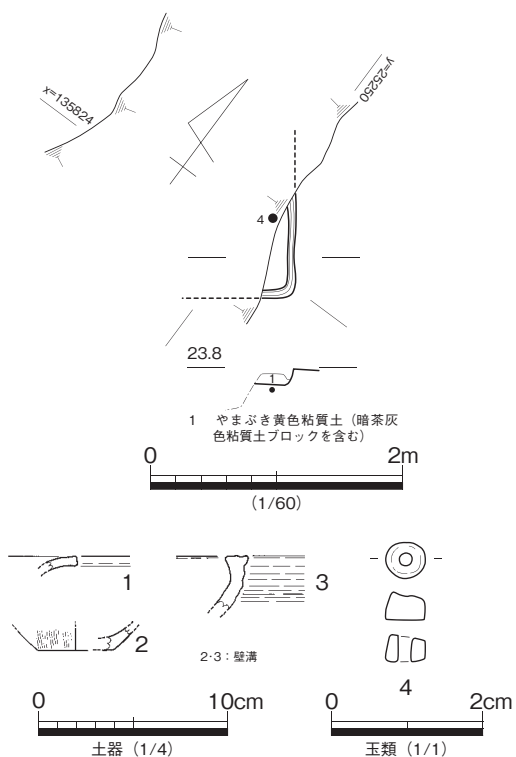 x=135824
y=25250
4
23.8
1
1 やまぶき黄色粘質土（暗茶灰
色粘質土ブロックを含む）
0 2m
（1/60）
1
3
2
2･3：壁溝
4
0 10cm
土器（1/4）
0 2cm
玉類（1/1）